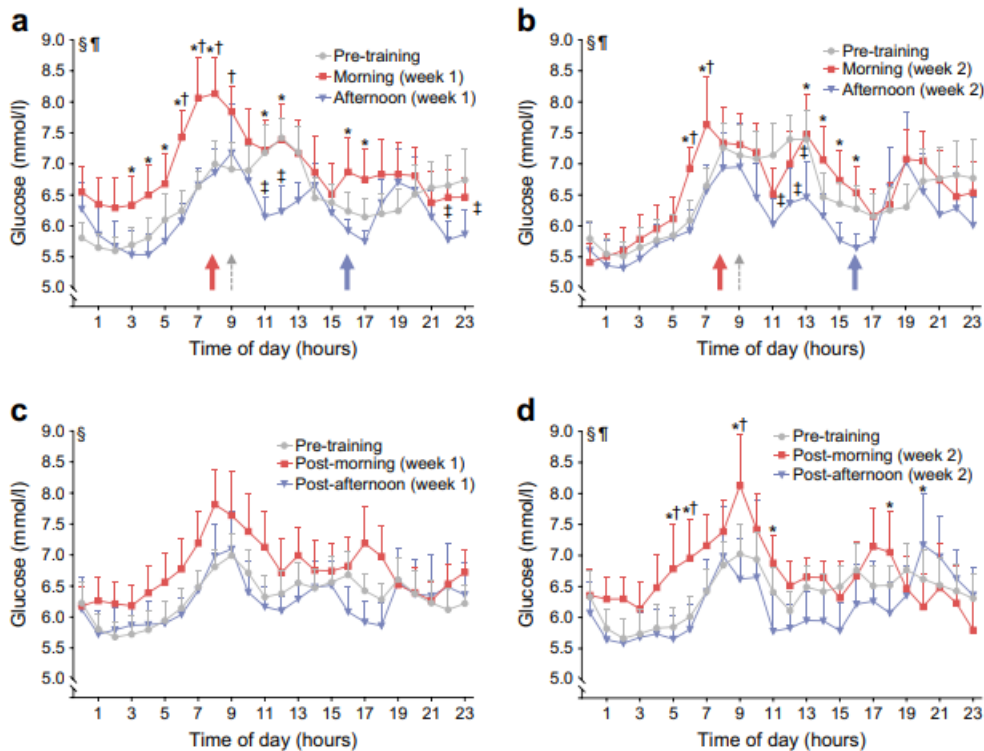 a
9.0
8.5
8.0
7.5
7.0
6.5
6.0
5.5
5.0
Glucose (mmol/l)
§ ¶
Pre-training
Morning (week 1)
Afternoon (week 1)
* * * *† *† *† † * * * *
‡ ‡ ‡ ‡
1 3 5 7 9 11 13 15 17 19 21 23
Time of day (hours)
b
9.0
8.5
8.0
7.5
7.0
6.5
6.0
5.5
5.0
Glucose (mmol/l)
§ ¶
Pre-training
Morning (week 2)
Afternoon (week 2)
*† *† * * * *
‡ ‡ ‡
1 3 5 7 9 11 13 15 17 19 21 23
Time of day (hours)
c
9.0
8.5
8.0
7.5
7.0
6.5
6.0
5.5
5.0
Glucose (mmol/l)
§
Pre-training
Post-morning (week 1)
Post-afternoon (week 1)
1 3 5 7 9 11 13 15 17 19 21 23
Time of day (hours)
d
9.0
8.5
8.0
7.5
7.0
6.5
6.0
5.5
5.0
Glucose (mmol/l)
§ ¶
Pre-training
Post-morning (week 2)
Post-afternoon (week 2)
*† *† *† * * *
1 3 5 7 9 11 13 15 17 19 21 23
Time of day (hours)